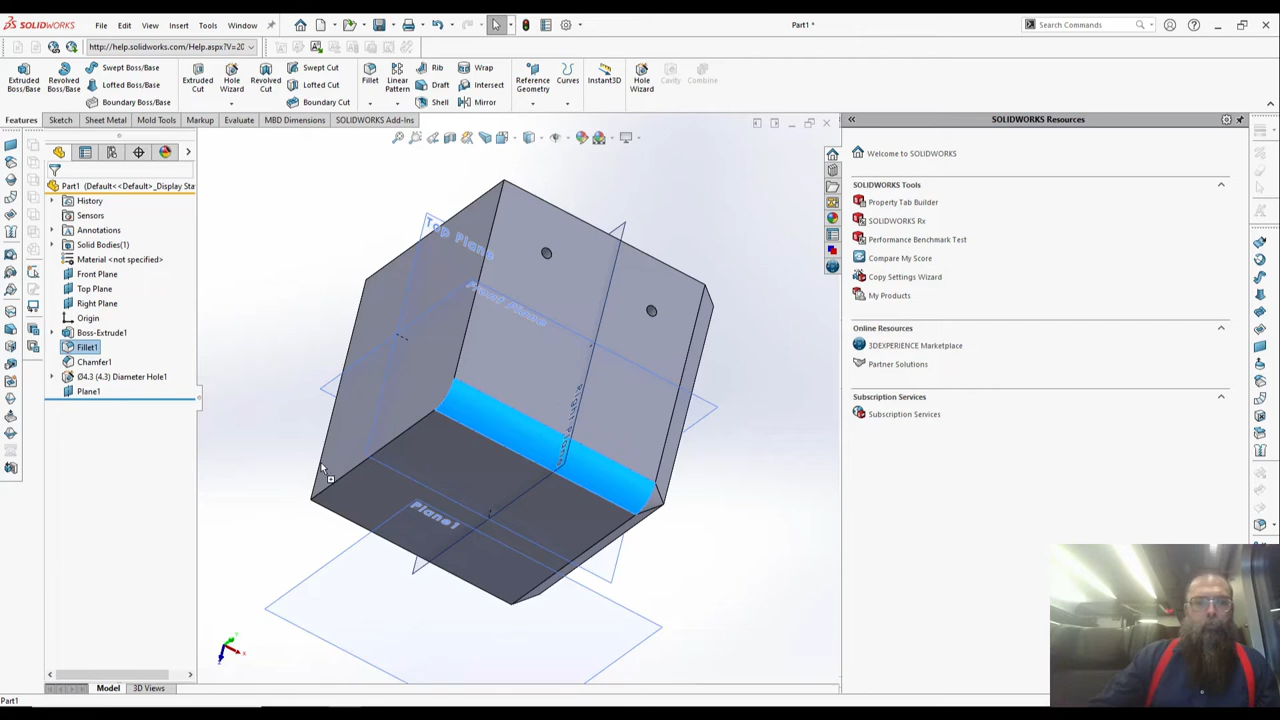 SOLIDWORKS File Edit View Insert Tools Window Part1 * Search Commands
http://help.solidworks.com/Help.aspx?V=20
Extruded Boss/Base
Revolved Boss/Base
Swept Boss/Base
Lofted Boss/Base
Boundary Boss/Base
Extruded Cut
Hole Wizard
Revolved Cut
Swept Cut
Lofted Cut
Boundary Cut
Fillet
Linear Pattern
Rib
Draft
Shell
Wrap
Intersect
Mirror
Reference Geometry
Curves
Instant3D
Hole Wizard
Cavity
Combine
Features Sketch Sheet Metal Mold Tools Markup Evaluate MBD Dimensions SOLIDWORKS Add-Ins
Part1 (Default<<Default>_Display Sta
History
Sensors
Annotations
Solid Bodies(1)
Material <not specified>
Front Plane
Top Plane
Right Plane
Origin
Boss-Extrude1
Fillet1
Chamfer1
Ø4.3 (4.3) Diameter Hole1
Plane1
Top Plane
Front Plane
Plane1
SOLIDWORKS Resources
Welcome to SOLIDWORKS
SOLIDWORKS Tools
Property Tab Builder
SOLIDWORKS Rx
Performance Benchmark Test
Compare My Score
Copy Settings Wizard
My Products
Online Resources
3DEXPERIENCE Marketplace
Partner Solutions
Subscription Services
Subscription Services
Model 3D Views
Part1